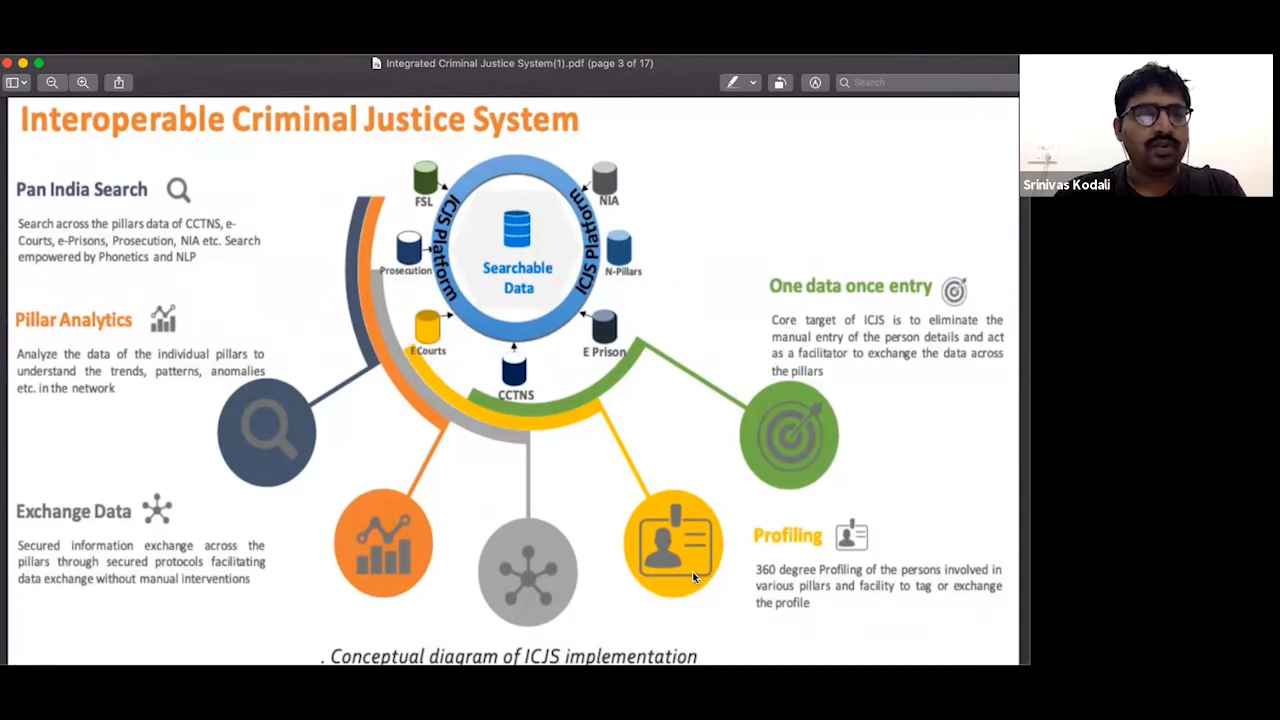 Integrated Criminal Justice System(1).pdf (page 3 of 17)
Search
Srinivas Kodali
Interoperable Criminal Justice System
Pan India Search
Search across the pillars data of CCTNS, e-
Courts, e-Prisons, Prosecution, NIA etc. Search
empowered by Phonetics and NLP
Pillar Analytics
Analyze the data of the individual pillars to
understand the trends, patterns, anomalies
etc. in the network
Exchange Data
Secured information exchange across the
pillars through secured protocols facilitating
data exchange without manual interventions
FSL
NIA
ICJS Platform
ICJS Platform
Prosecution
N-Pillars
Searchable
Data
E Courts
E Prison
CCTNS
One data once entry
Core target of ICJS is to eliminate the
manual entry of the person details and act
as a facilitator to exchange the data across
the pillars
Profiling
360 degree Profiling of the persons involved in
various pillars and facility to tag or exchange
the profile
. Conceptual diagram of ICJS implementation